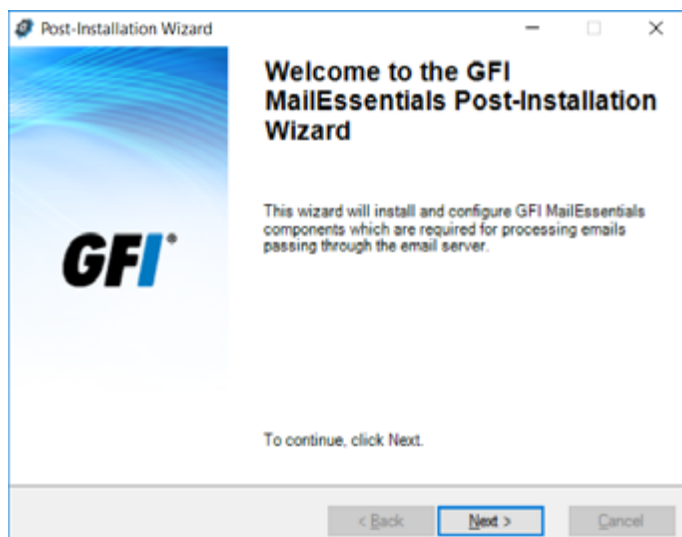 Post-Installation Wizard
Welcome to the GFI
MailEssentials Post-Installation
Wizard
This wizard will install and configure GFI MailEssentials
components which are required for processing emails
passing through the email server.
GFI®
To continue, click Next.
< Back
Next >
Cancel